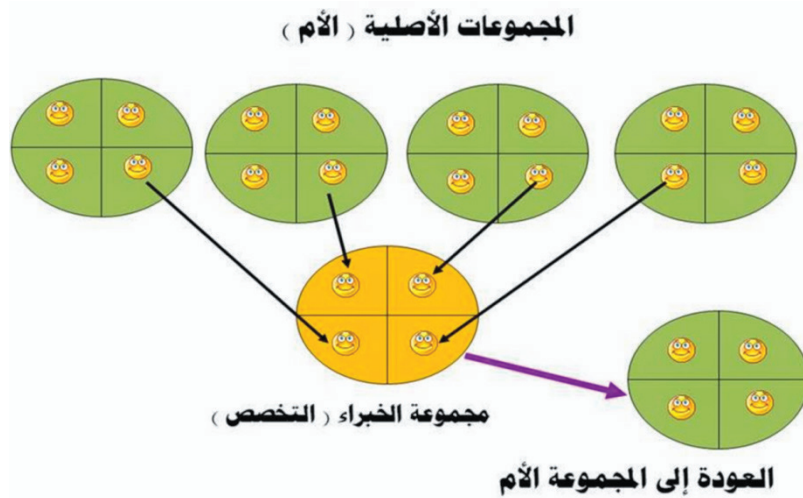 المجموعات الأصلية ( الأم )
مجموعة الخبراء ( التخصص )
العودة إلى المجموعة الأم